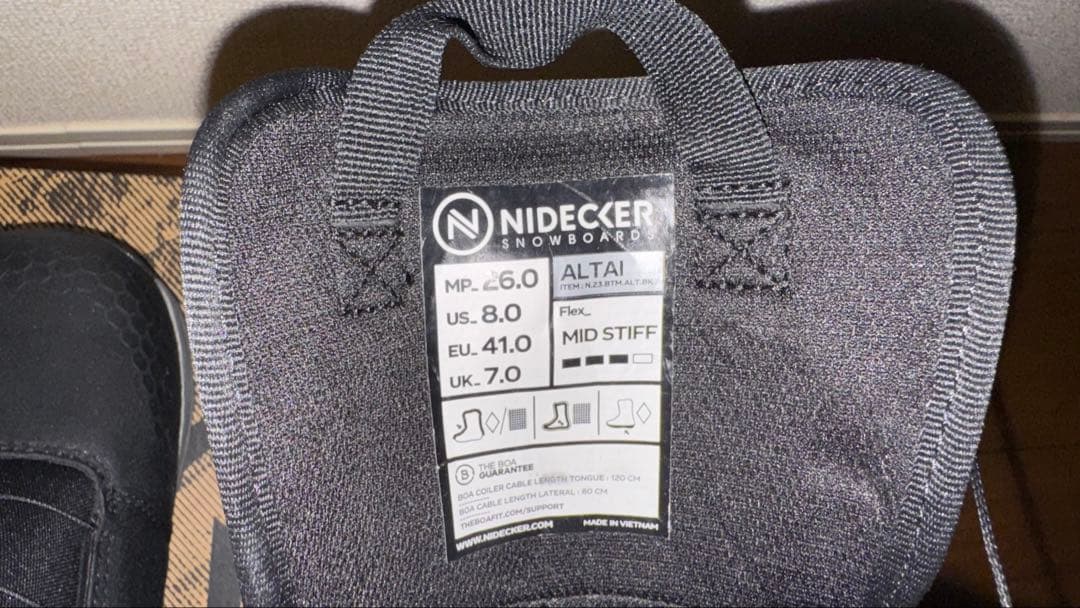 NIDECKER
SNOWBOARDS
MP_ 26.0
US_ 8.0
EU_ 41.0
UK_ 7.0
ALTAI
ITEM : N.23.BTM.ALT.BK
Flex_
MID STIFF
B
THE BOA
GUARANTEE
BOA COILER CABLE LENGTH TONGUE : 120 CM
BOA CABLE LENGTH LATERAL : 80 CM
THEBOAFIT.COM/SUPPORT
WWW.NIDECKER.COM
MADE IN VIETNAM